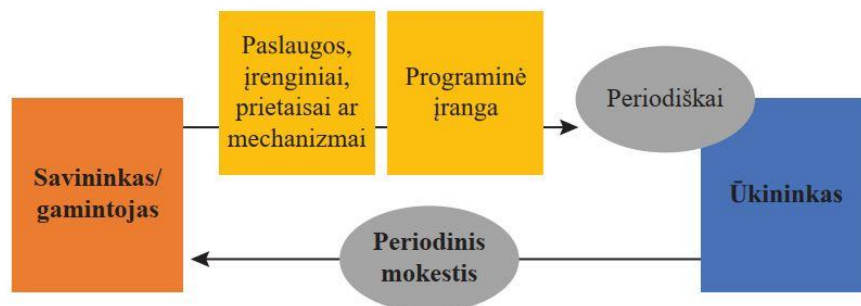 Paslaugos,
įrenginiai,
prietaisai ar
mechanizmai
Programinė
įranga
Periodiškai
Savininkas/
gamintojas
Ūkininkas
Periodinis
mokestis